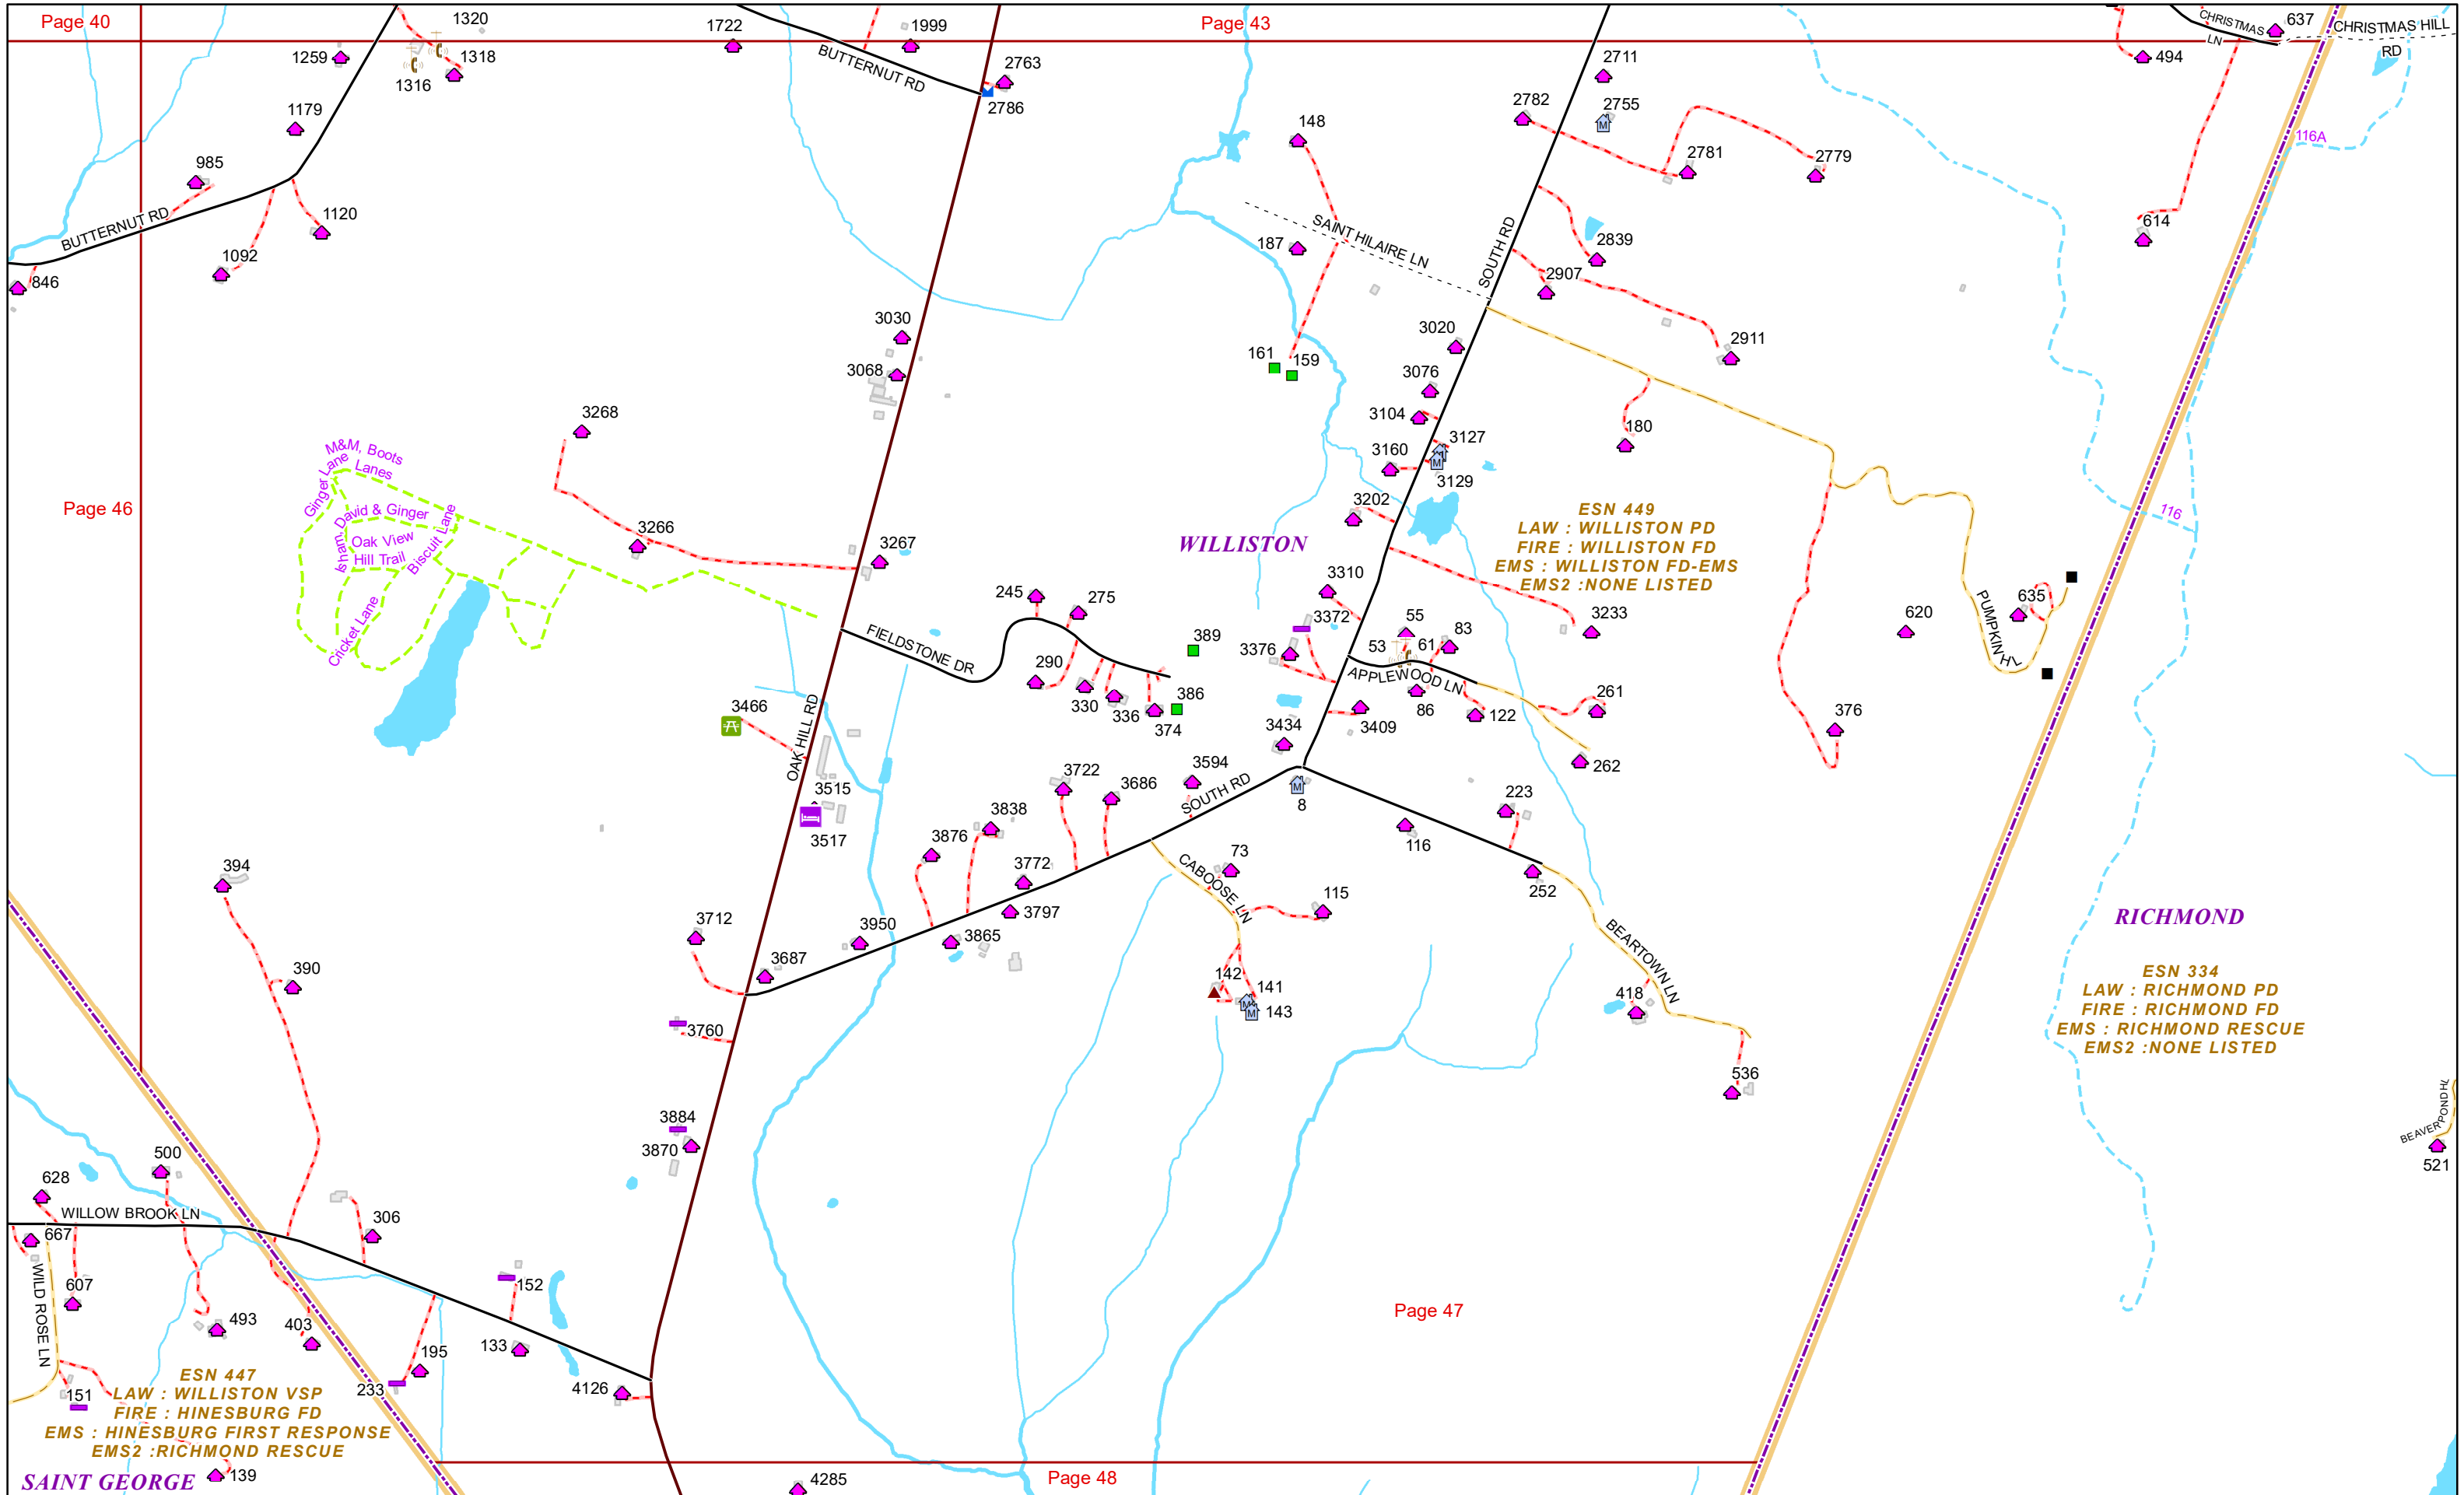 Page 40
1320
1722
1999
Page 43
637
CHRISTMAS
LN
CHRISTMAS HILL
RD
1259
1318
1316
BUTTERNUT RD
2763
2786
2711
494
1179
2782
2755
148
116A
985
2781
2779
BUTTERNUT RD
1120
614
187
SAINT HILAIRE LN
SOUTH RD
2839
1092
2907
846
3030
3020
161
159
2911
3068
3076
3268
3104
180
M&M, Boots
Lanes
Ginger Lane
3127
3160
3129
Page 46
David & Ginger
Isham,
Oak View
Hill Trail
Biscuit Lane
3202
ESN 449
LAW : WILLISTON PD
FIRE : WILLISTON FD
EMS : WILLISTON FD-EMS
EMS2 :NONE LISTED
116
3266
3267
WILLISTON
245
275
3310
635
PUMPKIN HL
Cricket Lane
FIELDSTONE DR
389
3372
55
83
3233
620
53
61
3376
290
APPLEWOOD LN
330
336
386
374
86
122
261
3466
OAK HILL RD
3434
3409
376
262
3722
3686
3594
SOUTH RD
8
3515
3517
3838
223
3876
116
394
3772
CABOOSE LN
73
252
115
3712
3950
3797
3865
BEARTOWN LN
RICHMOND
3687
390
142
141
143
418
ESN 334
LAW : RICHMOND PD
FIRE : RICHMOND FD
EMS : RICHMOND RESCUE
EMS2 :NONE LISTED
3760
536
3884
3870
BEAVER POND HL
521
500
628
WILLOW BROOK LN
306
667
WILD ROSE LN
607
152
493
403
133
195
Page 47
233
4126
151
ESN 447
LAW : WILLISTON VSP
FIRE : HINESBURG FD
EMS : HINESBURG FIRST RESPONSE
EMS2 :RICHMOND RESCUE
139
SAINT GEORGE
4285
Page 48